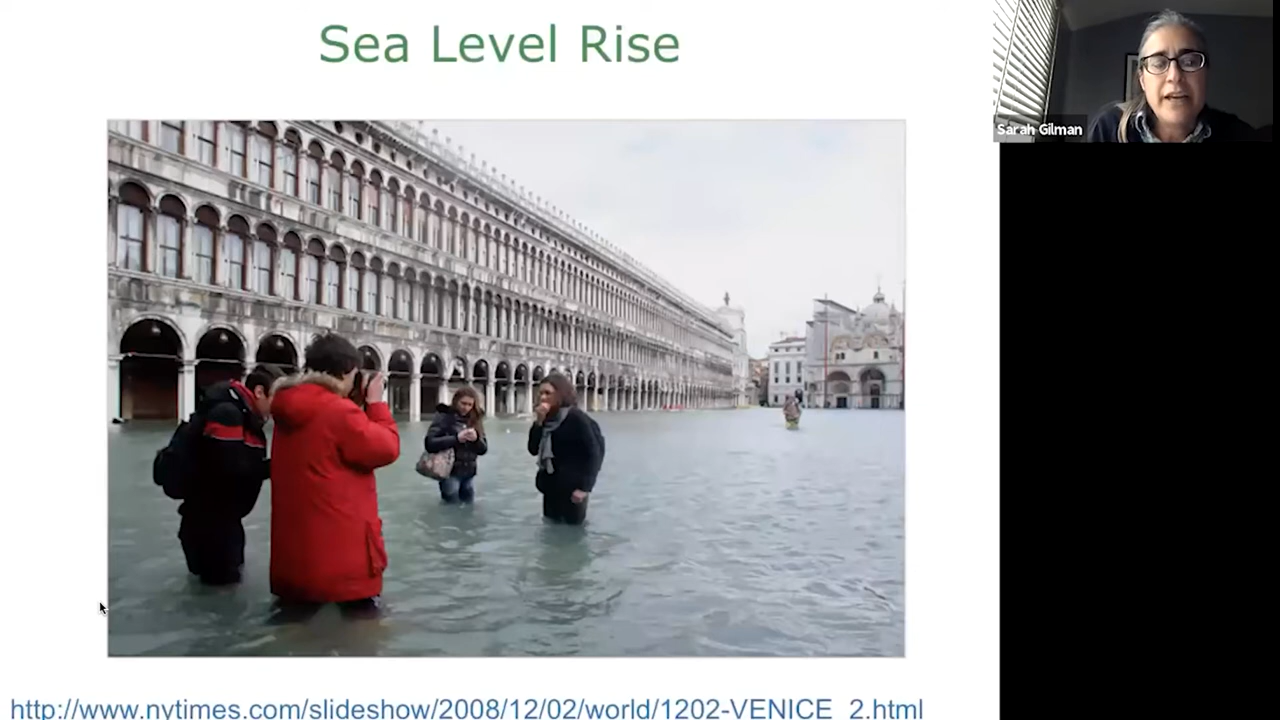 Sea Level Rise
Sarah Gilman
http://www.nytimes.com/slideshow/2008/12/02/world/1202-VENICE_2.html